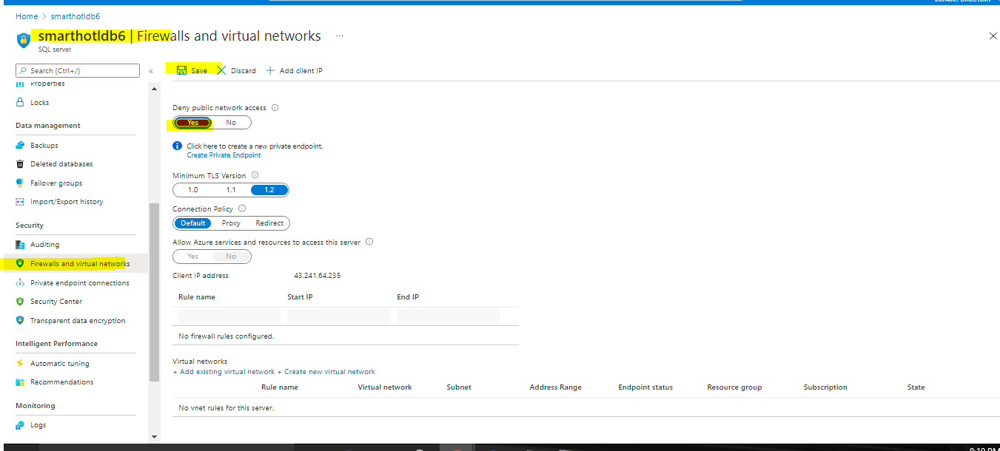 DEFAULT DIRECTORY
Home > smarthotldb6
smarthotldb6 | Firewalls and virtual networks ...
SQL server
Search (Ctrl+/)
«
Save Discard + Add client IP
Properties
Locks
Data management
Backups
Deleted databases
Failover groups
Import/Export history
Security
Auditing
Firewalls and virtual networks
Private endpoint connections
Security Center
Transparent data encryption
Intelligent Performance
Automatic tuning
Recommendations
Monitoring
Logs
Deny public network access
Yes No
Click here to create a new private endpoint.
Create Private Endpoint
Minimum TLS Version
1.0 1.1 1.2
Connection Policy
Default Proxy Redirect
Allow Azure services and resources to access this server
Yes No
Client IP address 43.241.64.235
Rule name Start IP End IP
No firewall rules configured.
Virtual networks
+ Add existing virtual network + Create new virtual network
Rule name Virtual network Subnet Address Range Endpoint status Resource group Subscription State
No vnet rules for this server.
8:10 PM